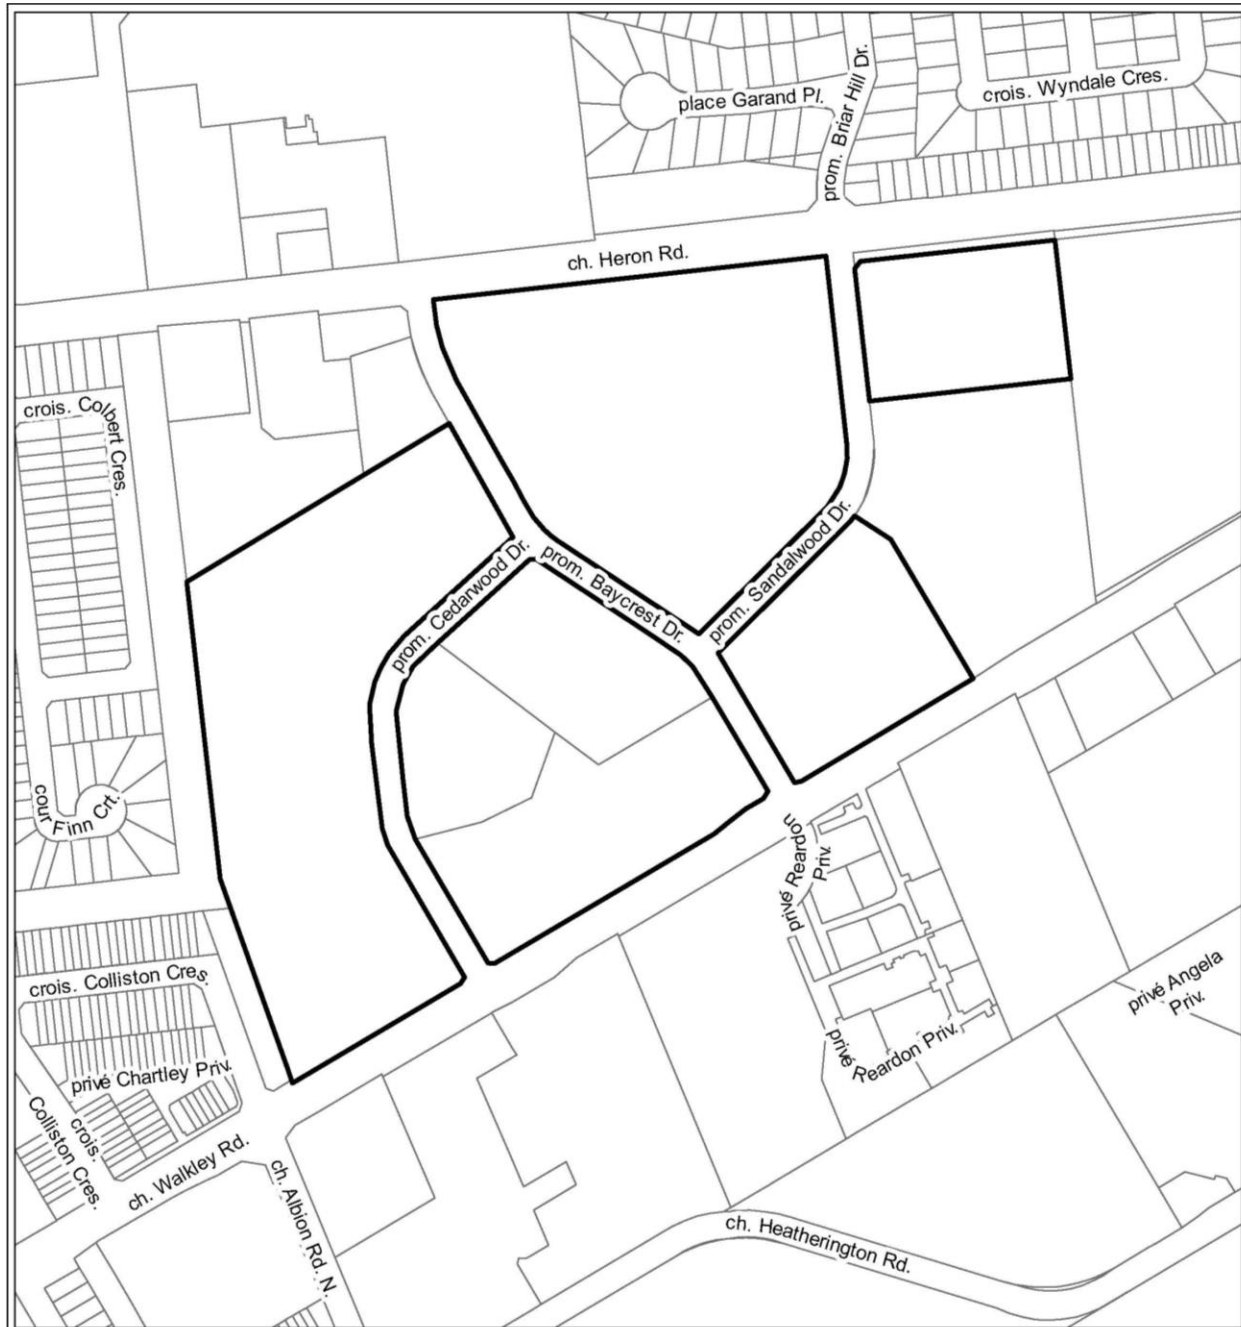 crois. Wyndale Cres.
place Garand Pl.
prom. Briar Hill Dr.
ch. Heron Rd.
crois. Colbert Cres.
prom. Cedarwood Dr.
prom. Baycrest Dr.
prom. Sandalwood Dr.
cour Finn Crt.
privé Reardon
Priv.
crois. Colliston Cres.
privé Angela
Priv.
privé
Reardon Priv.
privé Chartley Priv.
crois.
Colliston Cres.
ch. Walkley Rd.
ch. Albion Rd. N.
ch. Heatherington Rd.